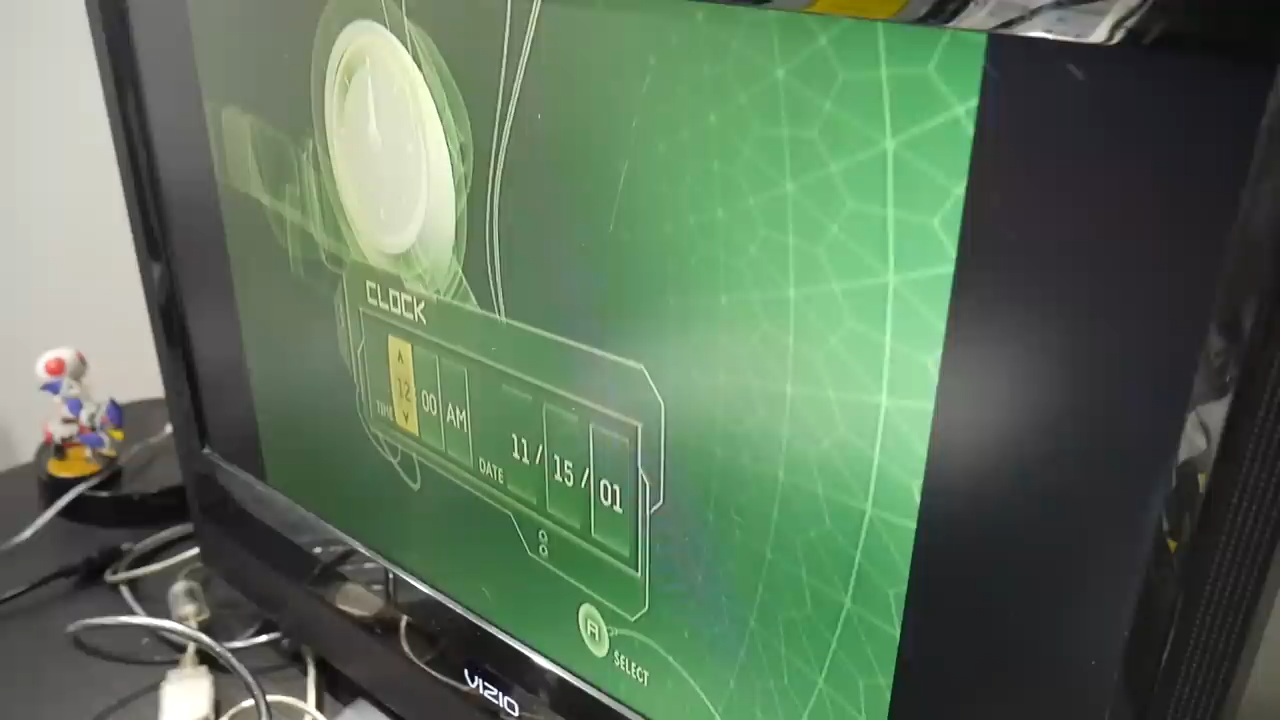 CLOCK
TIME 12 00 AM
DATE 11 / 15 / 01
A SELECT
VIZIO